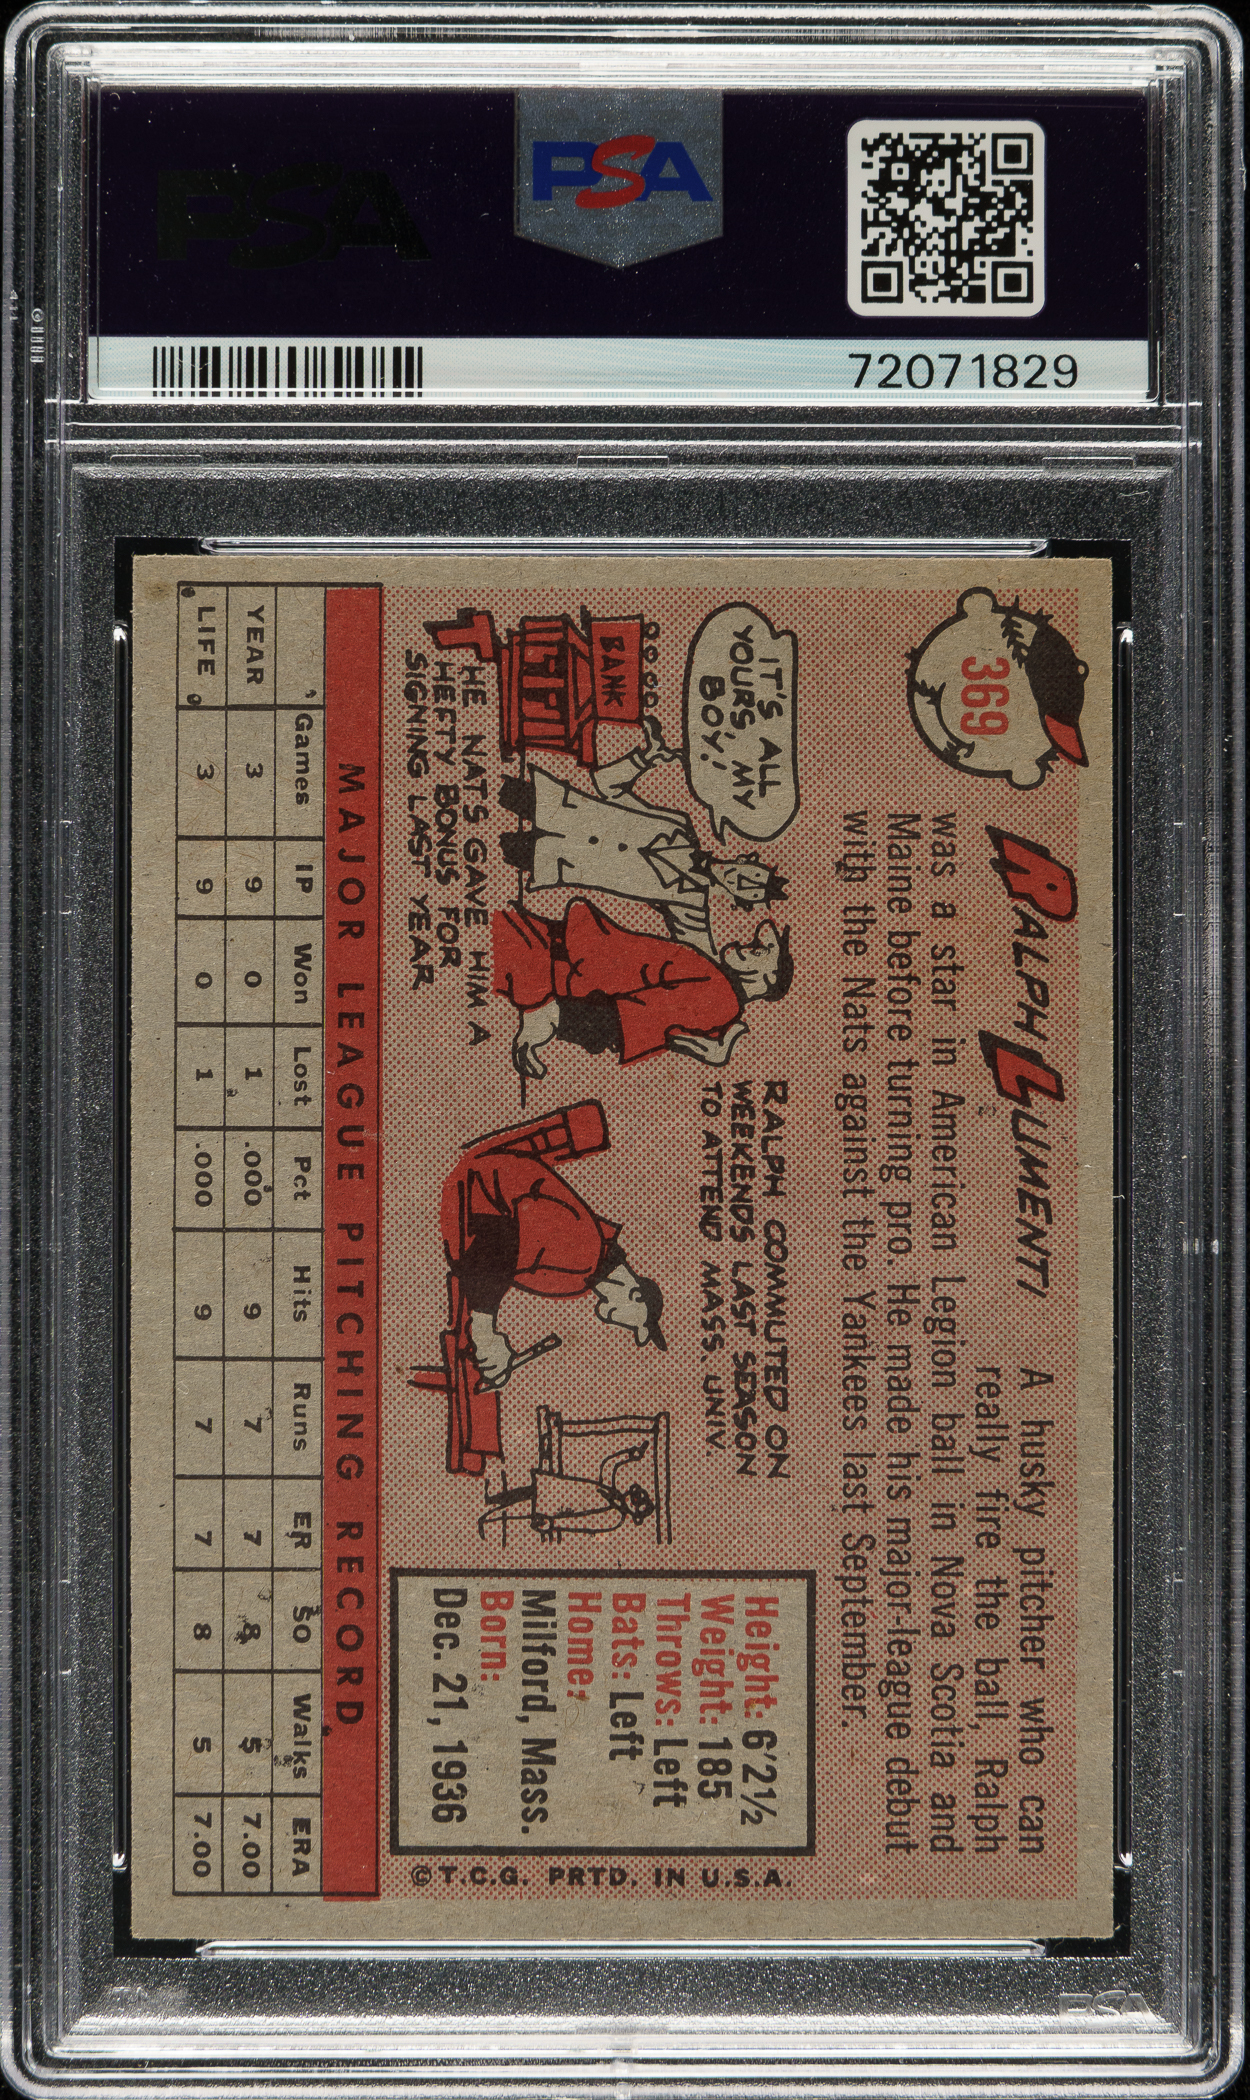 PSA
PSA
72071829
369
RALPH LUMENTI
A husky pitcher who can
really fire the ball, Ralph
was a star in American Legion ball in Nova Scotia and
Maine before turning pro. He made his major-league debut
with the Nats against the Yankees last September.
IT'S ALL
YOURS, MY
BOY!
BANK
HE NATS GAVE HIM A
HEFTY BONUS FOR
SIGNING LAST YEAR
RALPH COMMUTED ON
WEEKENDS LAST SEASON
TO ATTEND MASS. UNIV
Height: 6'2½
Weight: 185
Throws: Left
Bats: Left
Home:
Milford, Mass.
Born:
Dec. 21, 1936
©T.C.G. PRTD. IN U.S.A.
MAJOR LEAGUE PITCHING RECORD
Games IP Won Lost Pct Hits Runs ER SO Walks ERA
YEAR 3 9 0 1 .000 9 7 7 8 5 7.00
LIFE 3 9 0 1 .000 9 7 7 8 5 7.00
PSA